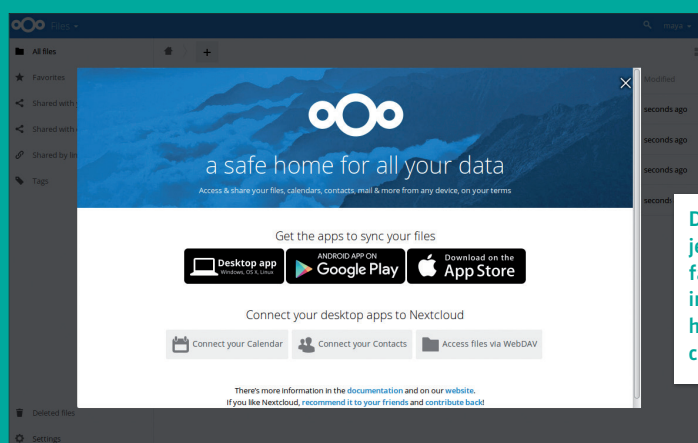 Files
maya
All files
+
Favorites
Modified
Shared with
seconds ago
Shared with
seconds ago
Shared by
seconds ago
Tags
seconds
a safe home for all your data
Access & share your files, calendars, contacts, mail & more from any device, on your terms
Get the apps to sync your files
Desktop app
Windows, OS X, Linux
ANDROID APP ON
Google Play
Download on the
App Store
Connect your desktop apps to Nextcloud
Connect your Calendar
Connect your Contacts
Access files via WebDAV
There's more information in the documentation and on our website.
If you like Nextcloud, recommend it to your friends and contribute back!
Deleted files
Settings